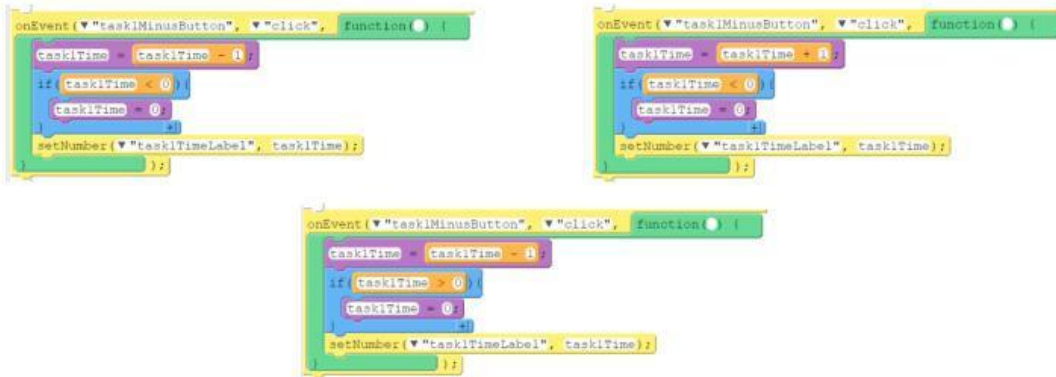 onEvent(▼"task1MinusButton", ▼"click", function() {
task1Time = task1Time - 1;
if(task1Time < 0){
task1Time = 0;
}
setNumber(▼"task1TimeLabel", task1Time);
});
onEvent(▼"task1MinusButton", ▼"click", function() {
task1Time = task1Time + 1;
if(task1Time < 0){
task1Time = 0;
}
setNumber(▼"task1TimeLabel", task1Time);
});
onEvent(▼"task1MinusButton", ▼"click", function() {
task1Time = task1Time - 1;
if(task1Time > 0){
task1Time = 0;
}
setNumber(▼"task1TimeLabel", task1Time);
});